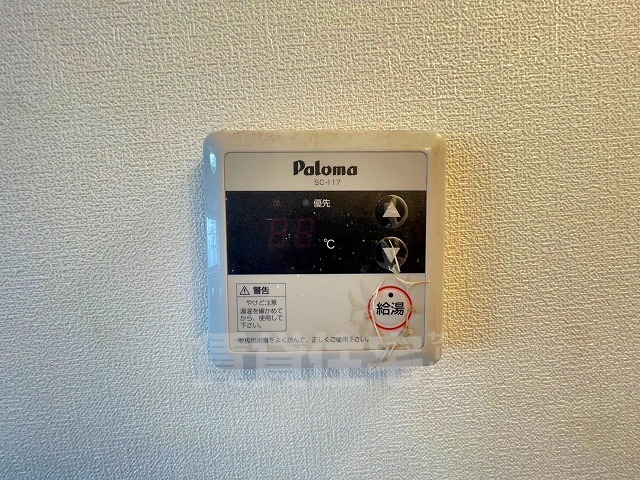 Paloma
SC-117
優先
88
℃
⚠警告
やけど注意
湯温を確かめて
から、使用して
下さい。
給湯
取扱説明書をよく読んで、正しくご使用下さい。